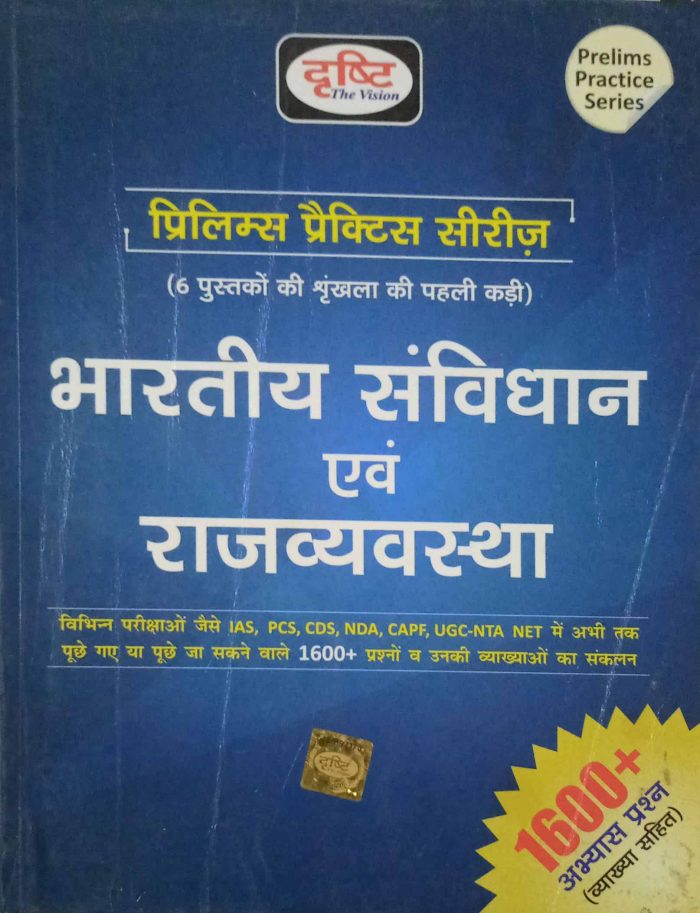 दृष्टि
The Vision
Prelims
Practice
Series
प्रिलिम्स प्रैक्टिस सीरीज़
(6 पुस्तकों की शृंखला की पहली कड़ी)
भारतीय संविधान
एवं
राजव्यवस्था
विभिन्न परीक्षाओं जैसे IAS, PCS, CDS, NDA, CAPF, UGC-NTA NET में अभी तक
पूछे गए या पूछे जा सकने वाले 1600+ प्रश्नों व उनकी व्याख्याओं का संकलन
दृष्टि
1600+
अभ्यास प्रश्न
(व्याख्या सहित)